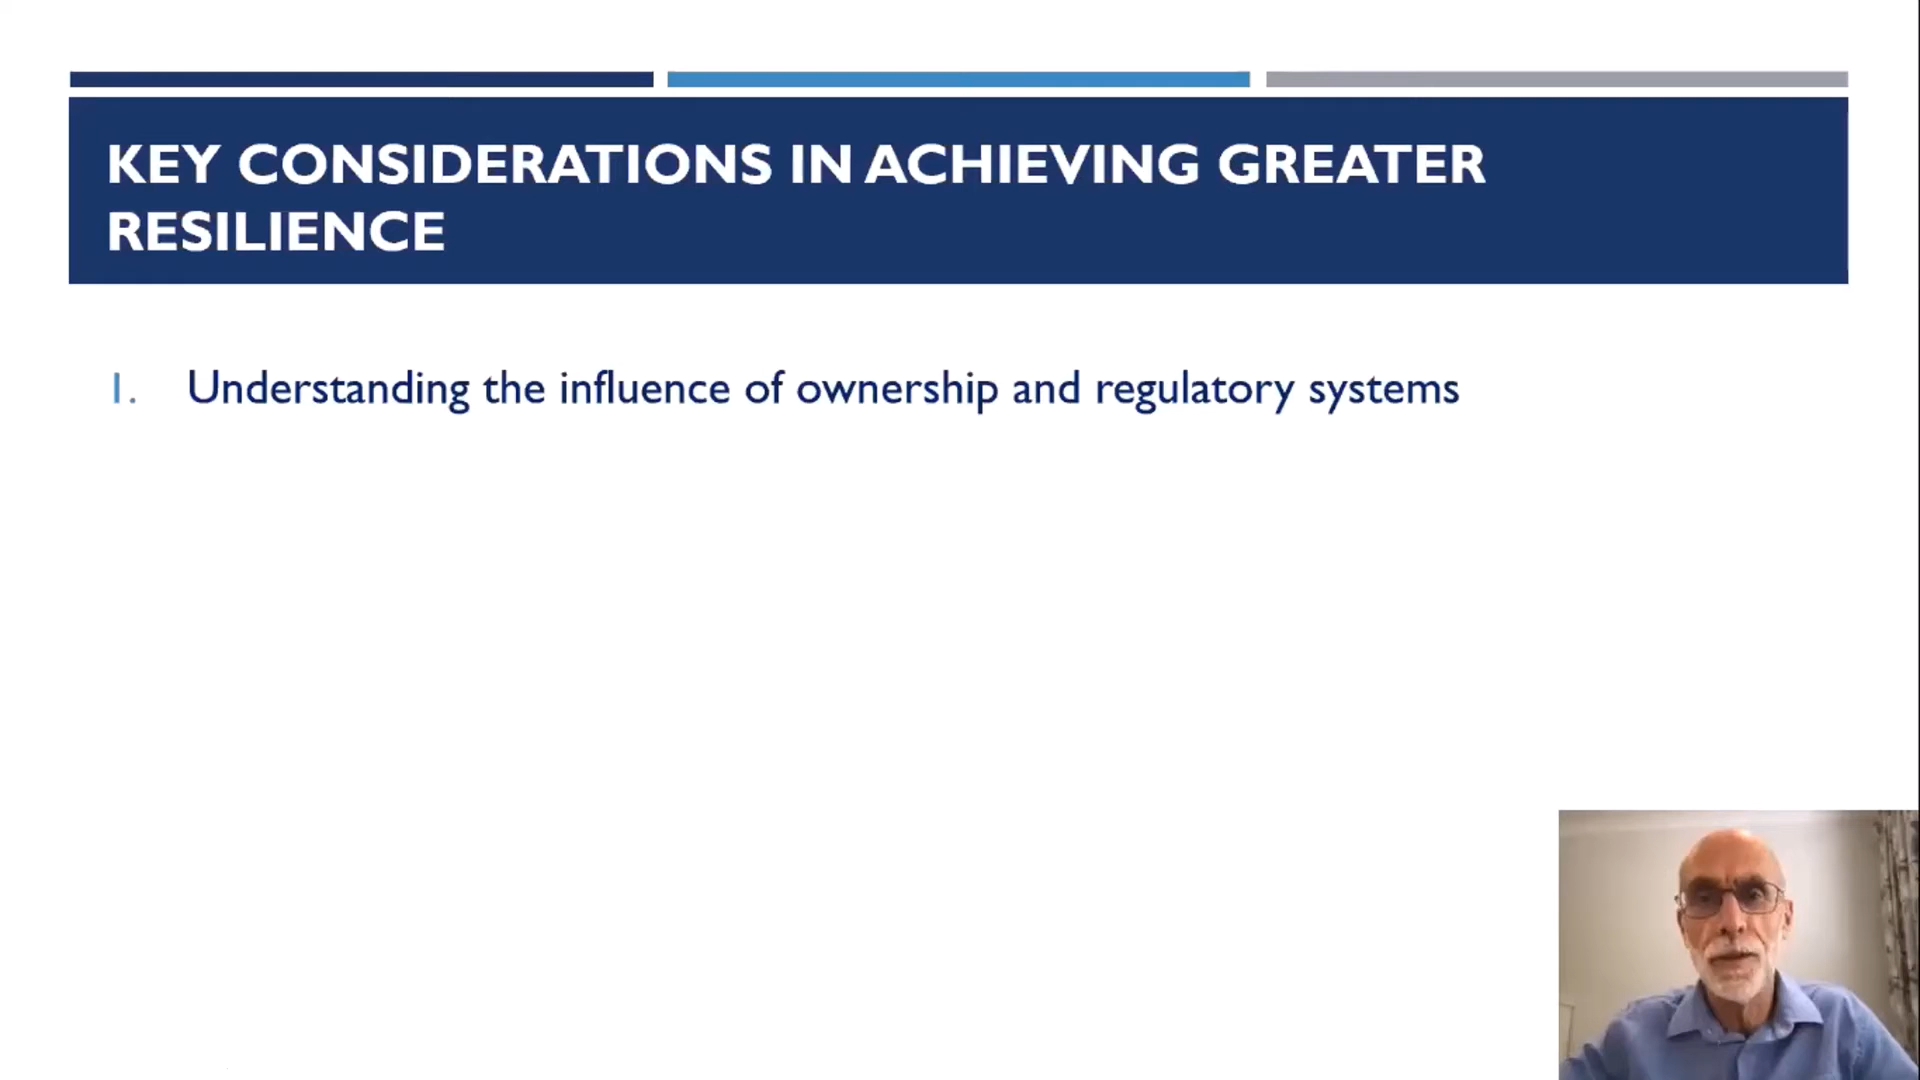 KEY CONSIDERATIONS IN ACHIEVING GREATER
RESILIENCE
1. Understanding the influence of ownership and regulatory systems